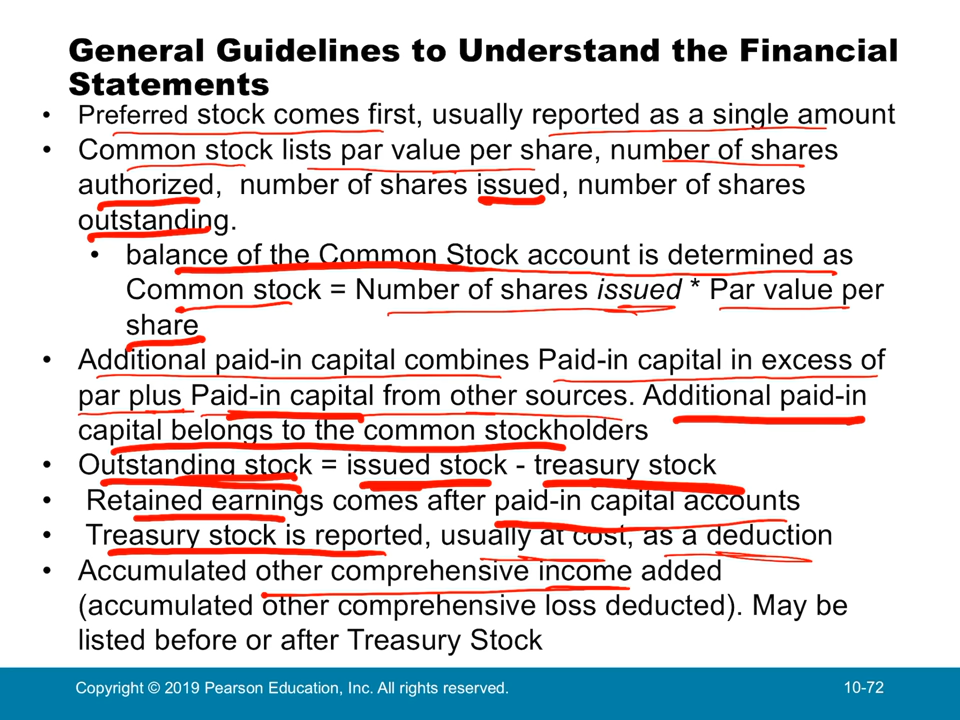 General Guidelines to Understand the Financial
Statements
• Preferred stock comes first, usually reported as a single amount
• Common stock lists par value per share, number of shares
authorized, number of shares issued, number of shares
outstanding.
• balance of the Common Stock account is determined as
Common stock = Number of shares issued * Par value per
share
• Additional paid-in capital combines Paid-in capital in excess of
par plus Paid-in capital from other sources. Additional paid-in
capital belongs to the common stockholders
• Outstanding stock = issued stock - treasury stock
• Retained earnings comes after paid-in capital accounts
• Treasury stock is reported, usually at cost, as a deduction
• Accumulated other comprehensive income added
(accumulated other comprehensive loss deducted). May be
listed before or after Treasury Stock
Copyright © 2019 Pearson Education, Inc. All rights reserved.
10-72